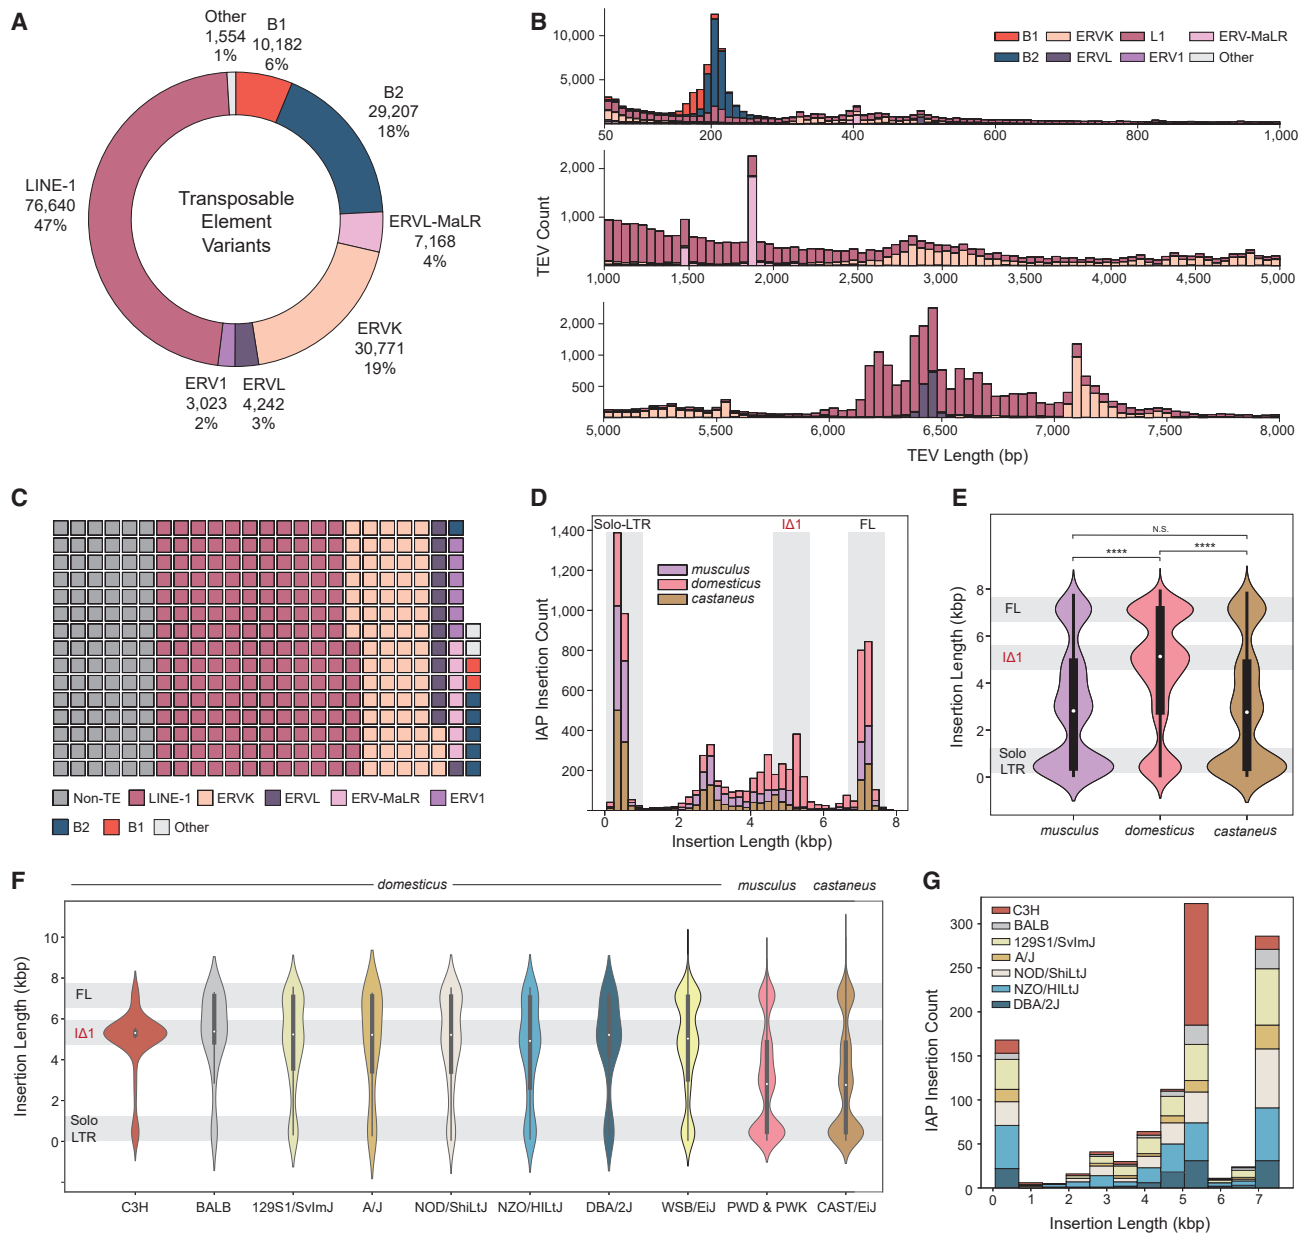 A
Other
1,554
1%
B1
10,182
6%
B2
29,207
18%
LINE-1
76,640
47%
Transposable
Element
Variants
ERVL-MaLR
7,168
4%
ERVK
30,771
19%
ERV1
3,023
2%
ERVL
4,242
3%
B
B1 ERVK L1 ERV-MaLR
B2 ERVL ERV1 Other
10,000
5,000
50 200 400 600 800 1,000
2,000
1,000
1,000 1,500 2,000 2,500 3,000 3,500 4,000 4,500 5,000
2,000
1,000
500
5,000 5,500 6,000 6,500 7,000 7,500 8,000
TEV Count
TEV Length (bp)
C
Non-TE LINE-1 ERVK ERVL ERV-MaLR ERV1
B2 B1 Other
D
Solo-LTR IΔ1 FL
musculus
domesticus
castaneus
1,400
1,200
1,000
800
600
400
200
0 2 4 6 8
IAP Insertion Count
Insertion Length (kbp)
E
N.S.
**** ****
8
6
4
2
0
FL
IΔ1
Solo
LTR
Insertion Length (kbp)
musculus domesticus castaneus
F
domesticus musculus castaneus
10
8
6
4
2
0
FL
IΔ1
Solo
LTR
Insertion Length (kbp)
C3H BALB 129S1/SvImJ A/J NOD/ShiLtJ NZO/HILtJ DBA/2J WSB/EiJ PWD & PWK CAST/EiJ
G
C3H
BALB
129S1/SvImJ
A/J
NOD/ShiLtJ
NZO/HILtJ
DBA/2J
300
250
200
150
100
50
0
0 1 2 3 4 5 6 7
IAP Insertion Count
Insertion Length (kbp)